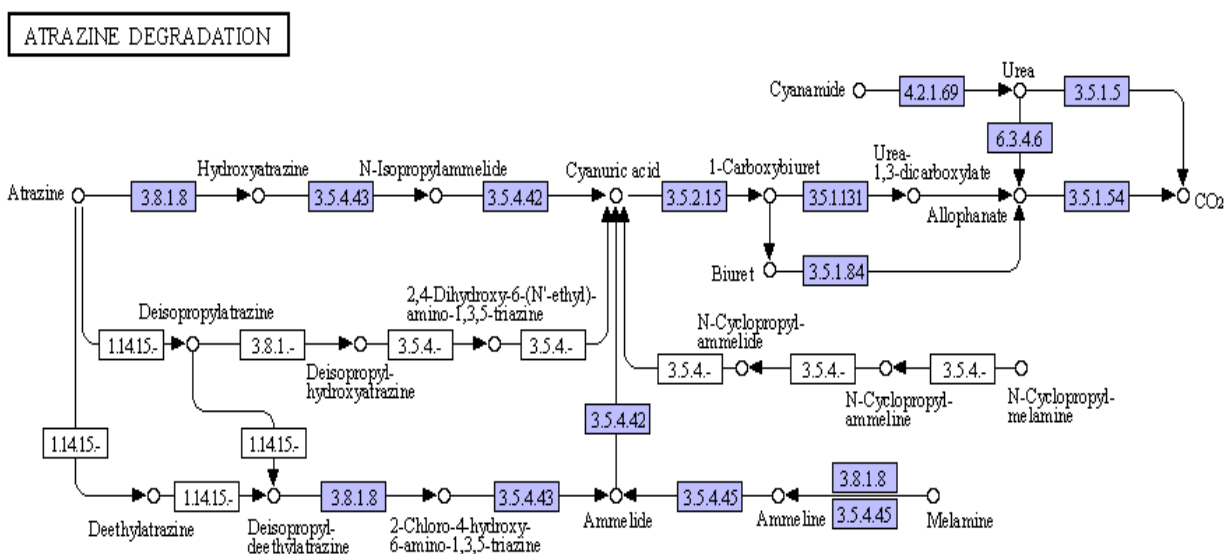 ATRAZINE DEGRADATION
Urea
Cyanamide
4.2.1.69
3.5.1.5
6.3.4.6
Hydroxyatrazine
N-Isopropylammelide
Cyanuric acid
1-Carboxybiuret
Urea-
1,3-dicarboxylate
Atrazine
3.8.1.8
3.5.4.43
3.5.4.42
3.5.2.15
3.5.1.131
Allophanate
3.5.1.54
CO2
Biuret
3.5.1.84
Deisopropylatrazine
2,4-Dihydroxy-6-(N'-ethyl)-
amino-1,3,5-triazine
N-Cyclopropyl-
ammelide
1.14.15.-
3.8.1.-
3.5.4.-
3.5.4.-
Deisopropyl-
hydroxyatrazine
3.5.4.-
3.5.4.-
3.5.4.-
N-Cyclopropyl-
ammeline
N-Cyclopropyl-
melamine
1.14.15.-
1.14.15.-
3.5.4.42
Deethylatrazine
1.14.15.-
Deisopropyl-
deethylatrazine
3.8.1.8
2-Chloro-4-hydroxy-
6-amino-1,3,5-triazine
3.5.4.43
Ammelide
3.5.4.45
Ammeline
3.8.1.8
3.5.4.45
Melamine